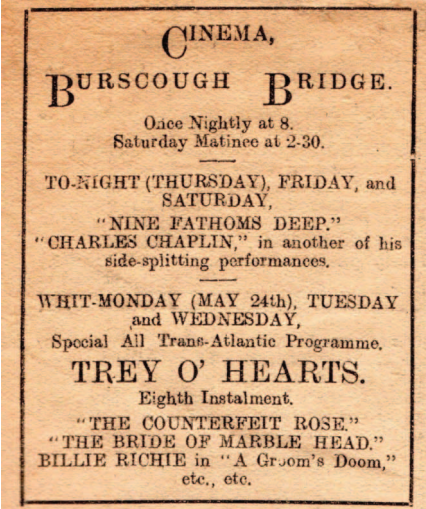 CINEMA,
BURSCOUGH BRIDGE.
Once Nightly at 8.
Saturday Matinee at 2-30.
TO-NIGHT (THURSDAY), FRIDAY, and
SATURDAY,
"NINE FATHOMS DEEP."
"CHARLES CHAPLIN," in another of his
side-splitting performances.
WHIT-MONDAY (MAY 24th), TUESDAY
and WEDNESDAY,
Special All Trans-Atlantic Programme.
TREY O' HEARTS.
Eighth Instalment.
"THE COUNTERFEIT ROSE."
"THE BRIDE OF MARBLE HEAD."
BILLIE RICHIE in "A Groom's Doom,"
etc., etc.